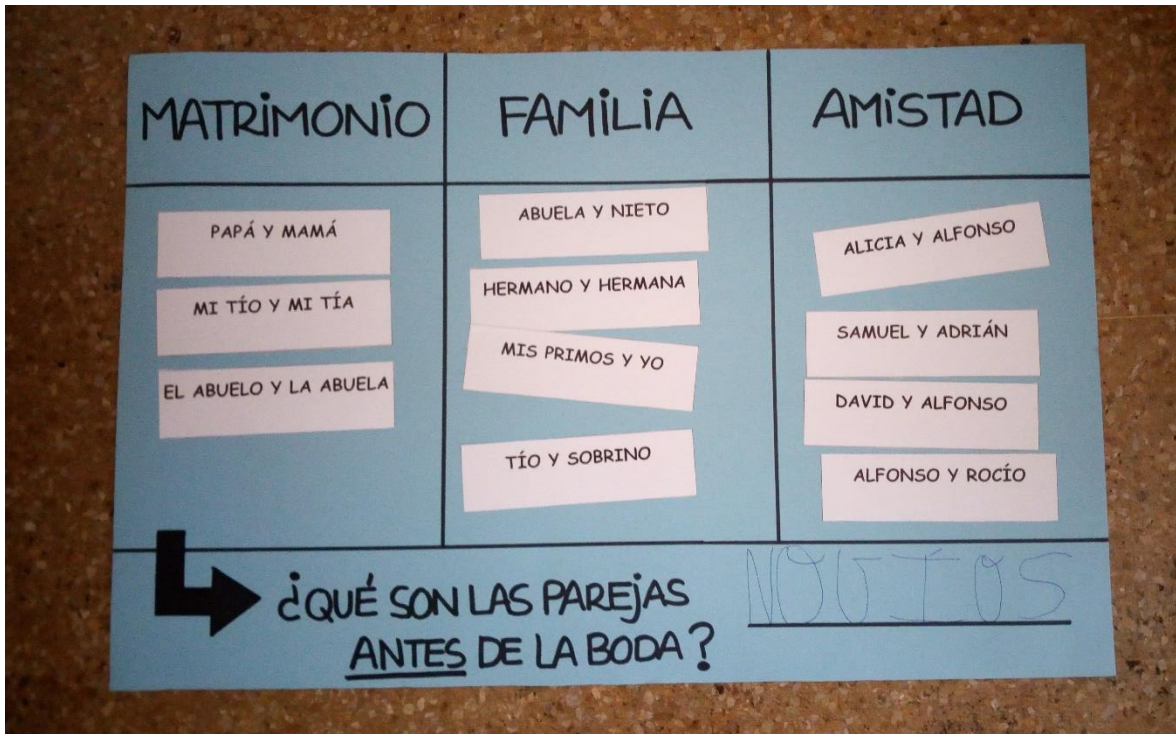 MATRIMONIO
FAMILIA
AMISTAD
PAPÁ Y MAMÁ
MI TÍO Y MI TÍA
EL ABUELO Y LA ABUELA
ABUELA Y NIETO
HERMANO Y HERMANA
MIS PRIMOS Y YO
TÍO Y SOBRINO
ALICIA Y ALFONSO
SAMUEL Y ADRIÁN
DAVID Y ALFONSO
ALFONSO Y ROCÍO
¿QUÉ SON LAS PAREJAS
ANTES DE LA BODA?
NOVIOS